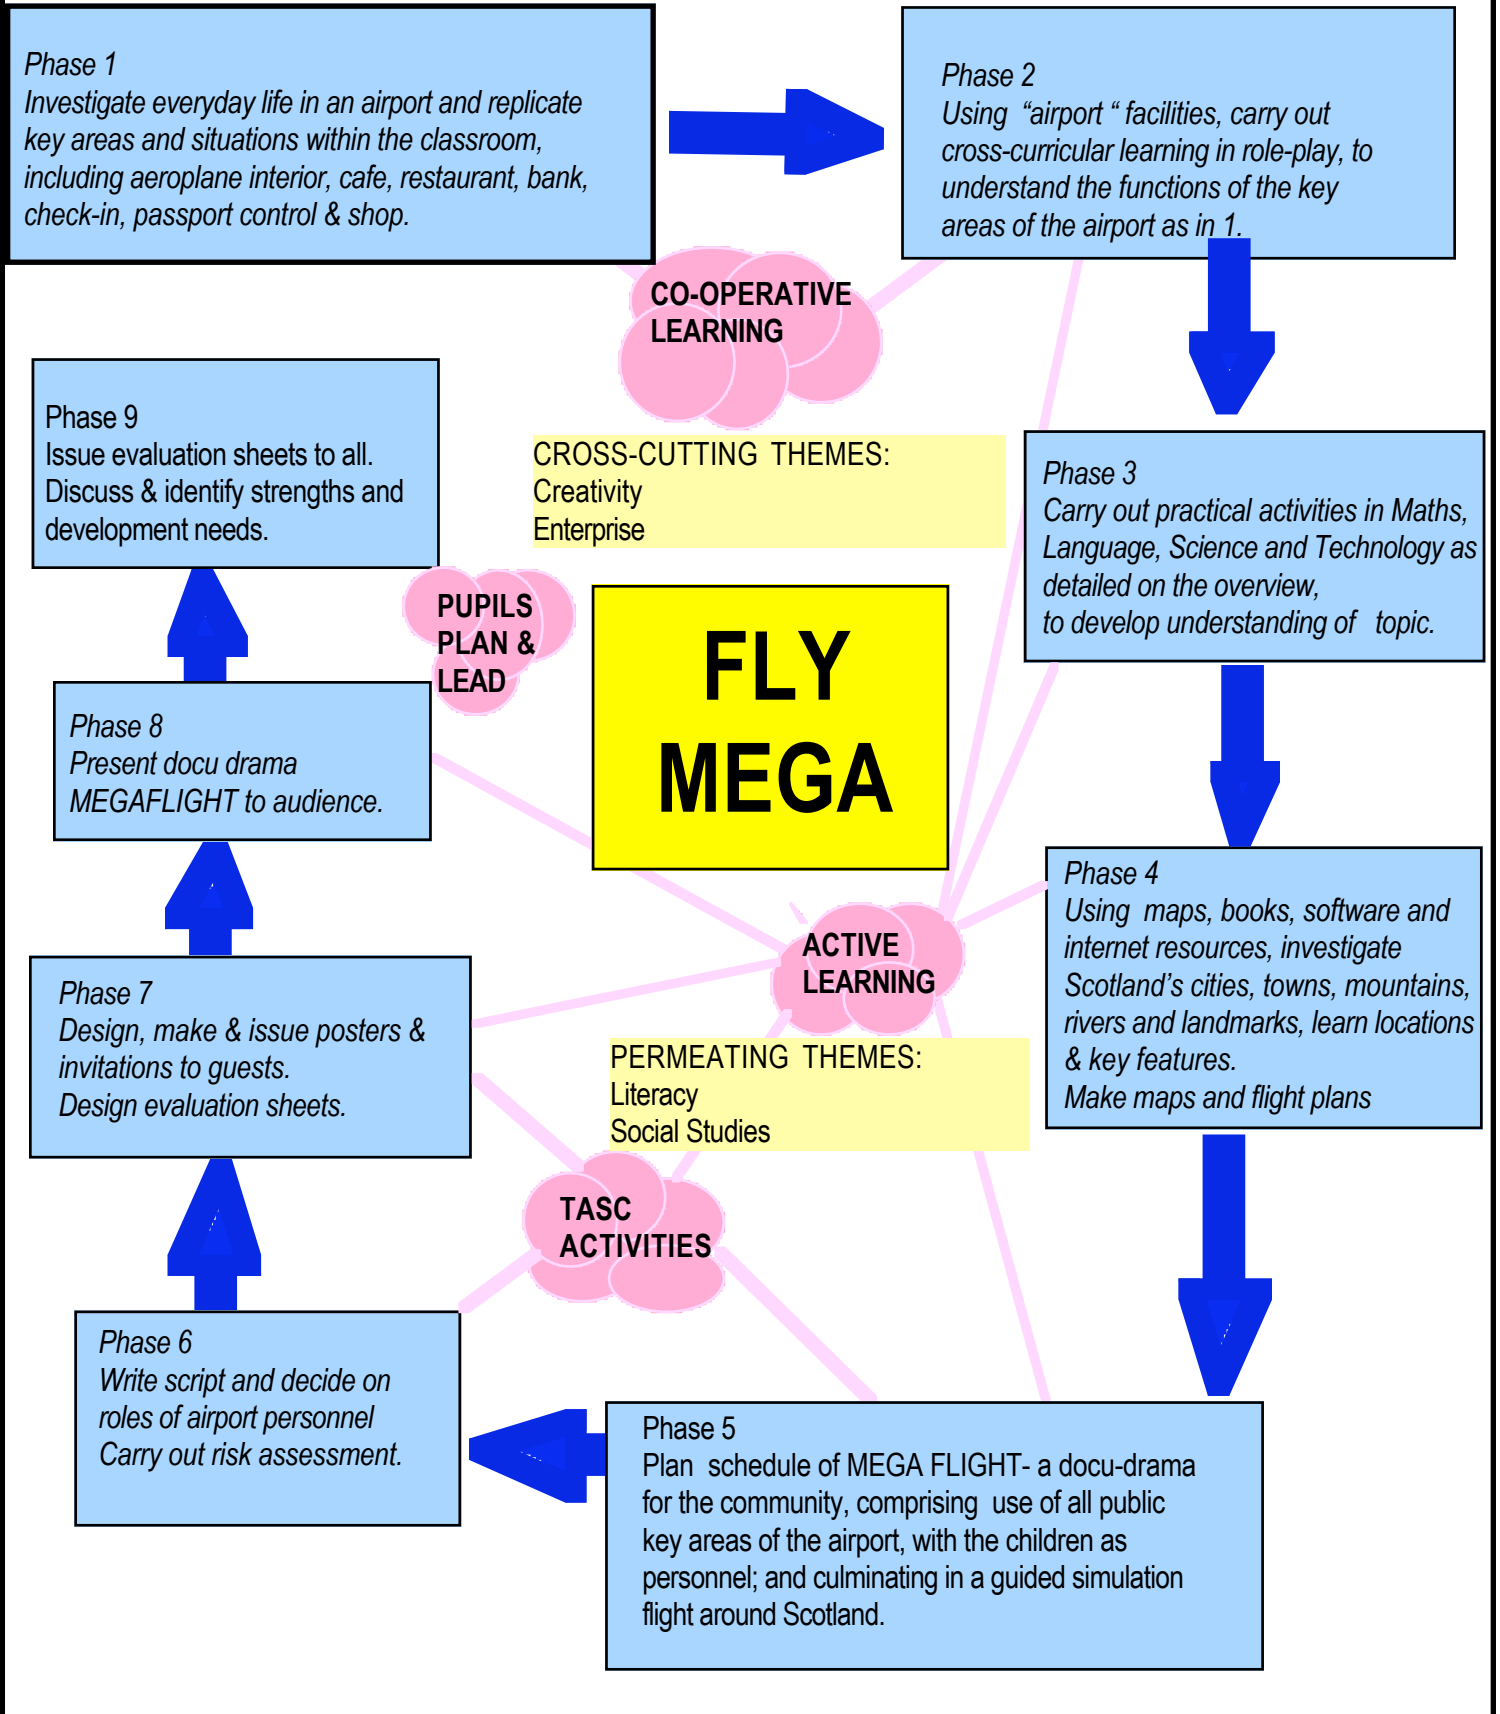 Phase 1
Investigate everyday life in an airport and replicate
key areas and situations within the classroom,
including aeroplane interior, cafe, restaurant, bank,
check-in, passport control & shop.
Phase 2
Using “airport “ facilities, carry out
cross-curricular learning in role-play, to
understand the functions of the key
areas of the airport as in 1.
CO-OPERATIVE
LEARNING
Phase 9
Issue evaluation sheets to all.
Discuss & identify strengths and
development needs.
CROSS-CUTTING THEMES:
Creativity
Enterprise
Phase 3
Carry out practical activities in Maths,
Language, Science and Technology as
detailed on the overview,
to develop understanding of topic.
PUPILS
PLAN &
LEAD
FLY
MEGA
Phase 8
Present docu drama
MEGAFLIGHT to audience.
Phase 4
Using maps, books, software and
internet resources, investigate
Scotland’s cities, towns, mountains,
rivers and landmarks, learn locations
& key features.
Make maps and flight plans
ACTIVE
LEARNING
Phase 7
Design, make & issue posters &
invitations to guests.
Design evaluation sheets.
PERMEATING THEMES:
Literacy
Social Studies
TASC
ACTIVITIES
Phase 6
Write script and decide on
roles of airport personnel
Carry out risk assessment.
Phase 5
Plan schedule of MEGA FLIGHT- a docu-drama
for the community, comprising use of all public
key areas of the airport, with the children as
personnel; and culminating in a guided simulation
flight around Scotland.